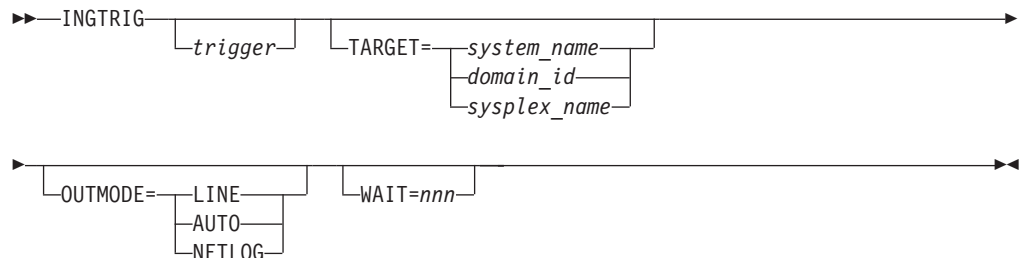 INGTRIG
trigger
TARGET= system_name
domain_id
sysplex_name
OUTMODE= LINE
AUTO
NETLOG
WAIT=nnn